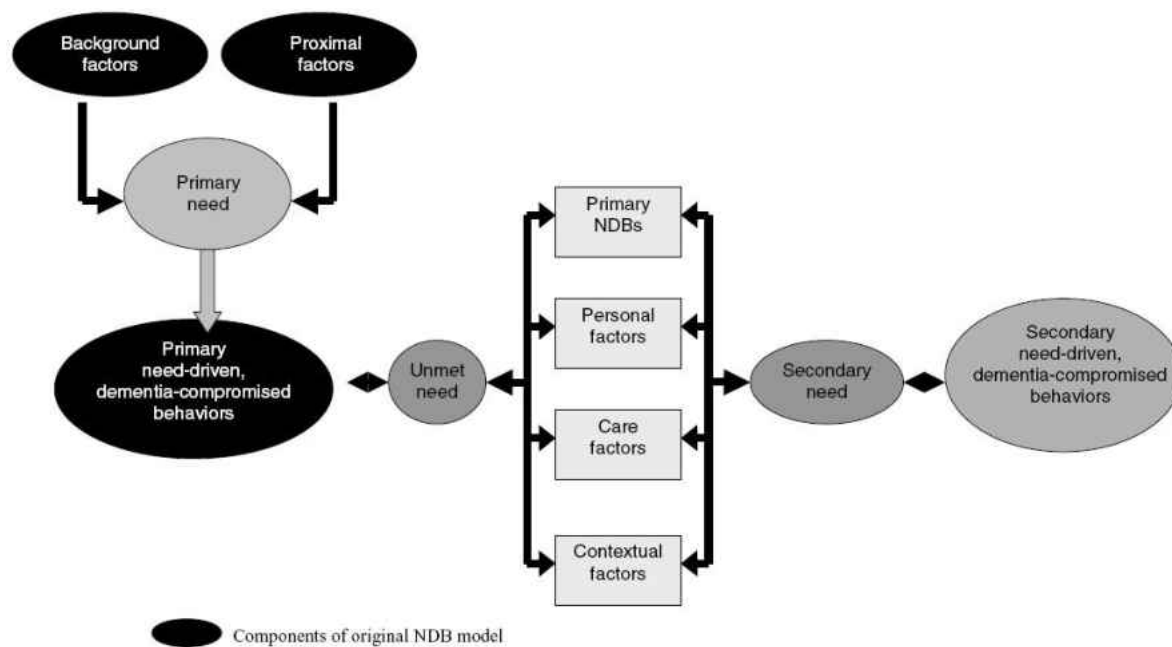 Background
factors
Proximal
factors
Primary
need
Primary
need-driven,
dementia-compromised
behaviors
Unmet
need
Primary
NDBs
Personal
factors
Care
factors
Contextual
factors
Secondary
need
Secondary
need-driven,
dementia-compromised
behaviors
Components of original NDB model